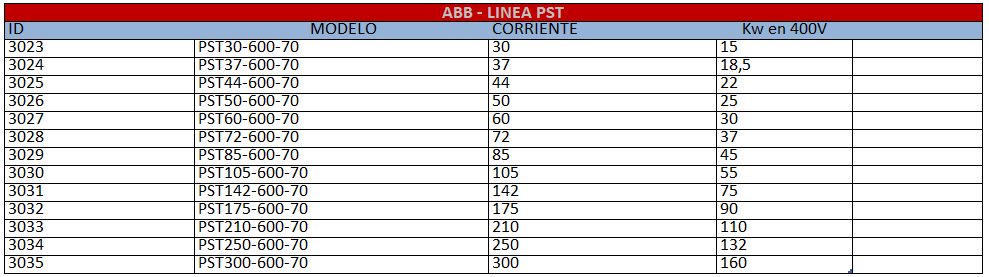 ABB - LINEA PST
ID MODELO CORRIENTE Kw en 400V
3023 PST30-600-70 30 15
3024 PST37-600-70 37 18,5
3025 PST44-600-70 44 22
3026 PST50-600-70 50 25
3027 PST60-600-70 60 30
3028 PST72-600-70 72 37
3029 PST85-600-70 85 45
3030 PST105-600-70 105 55
3031 PST142-600-70 142 75
3032 PST175-600-70 175 90
3033 PST210-600-70 210 110
3034 PST250-600-70 250 132
3035 PST300-600-70 300 160